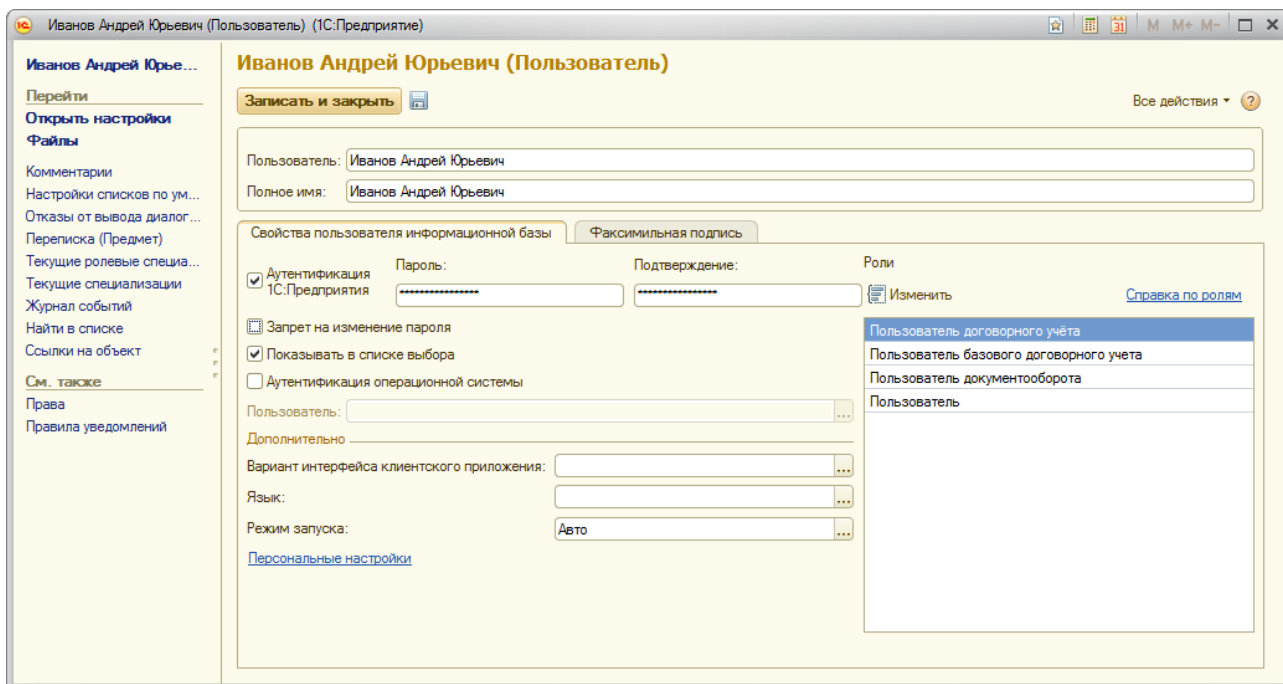 Иванов Андрей Юрьевич (Пользователь) (1С:Предприятие)
31 M M+ M-
Иванов Андрей Юрье...
Перейти
Открыть настройки
Файлы
Комментарии
Настройки списков по ум...
Отказы от вывода диалог...
Переписка (Предмет)
Текущие ролевые специа...
Текущие специализации
Журнал событий
Найти в списке
Ссылки на объект
См. также
Права
Правила уведомлений
Иванов Андрей Юрьевич (Пользователь)
Записать и закрыть
Все действия
?
Пользователь: Иванов Андрей Юрьевич
Полное имя: Иванов Андрей Юрьевич
Свойства пользователя информационной базы
Факсимильная подпись
Аутентификация
1С:Предприятия
Пароль:
****************
Подтверждение:
****************
Запрет на изменение пароля
Показывать в списке выбора
Аутентификация операционной системы
Пользователь: ...
Дополнительно
Вариант интерфейса клиентского приложения: ...
Язык: ...
Режим запуска: Авто ...
Персональные настройки
Роли
Изменить
Справка по ролям
Пользователь договорного учёта
Пользователь базового договорного учета
Пользователь документооборота
Пользователь